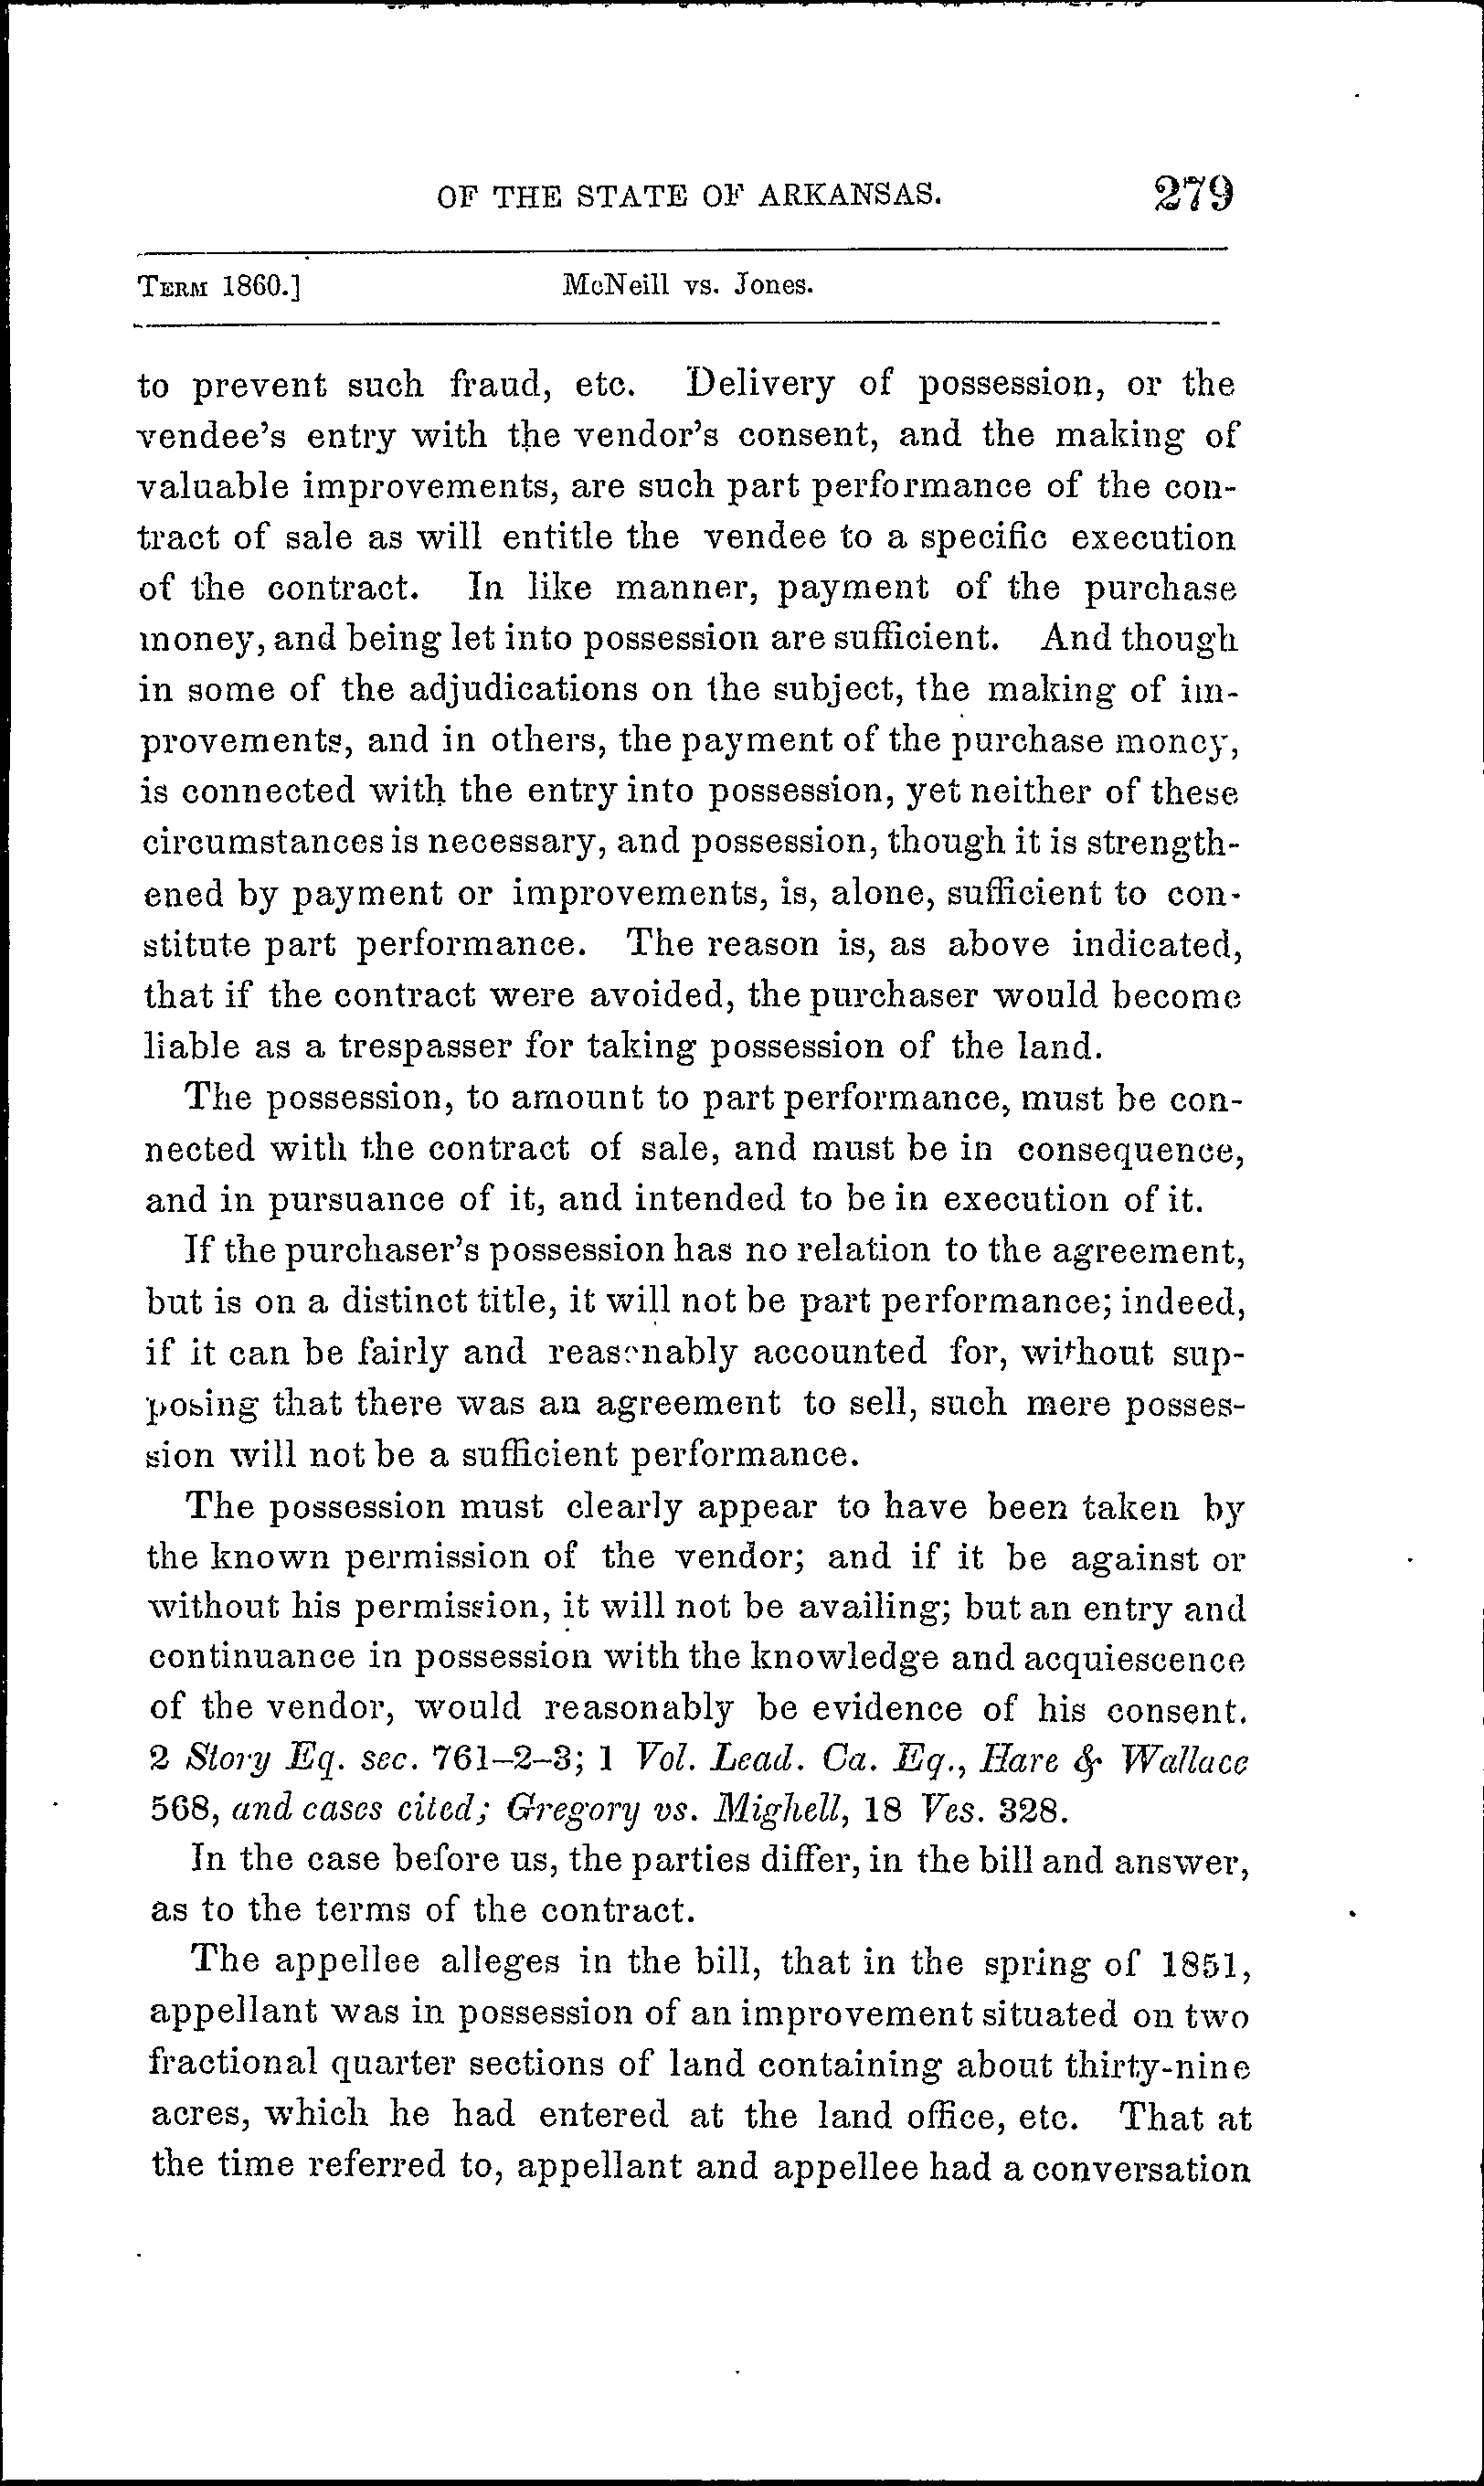 OF THE STATE OF ARKANSAS. 279
TERM 1860.] McNeill vs. Jones.
to prevent such fraud, etc. Delivery of possession, or the
vendee's entry with the vendor's consent, and the making of
valuable improvements, are such part performance of the con-
tract of sale as will entitle the vendee to a specific execution
of the contract. In like manner, payment of the purchase
money, and being let into possession are sufficient. And though
in some of the adjudications on the subject, the making of im-
provements, and in others, the payment of the purchase money,
is connected with the entry into possession, yet neither of these
circumstances is necessary, and possession, though it is strength-
ened by payment or improvements, is, alone, sufficient to con-
stitute part performance. The reason is, as above indicated,
that if the contract were avoided, the purchaser would become
liable as a trespasser for taking possession of the land.
The possession, to amount to part performance, must be con-
nected with the contract of sale, and must be in consequence,
and in pursuance of it, and intended to be in execution of it.
If the purchaser's possession has no relation to the agreement,
but is on a distinct title, it will not be part performance; indeed,
if it can be fairly and reasonably accounted for, without sup-
posing that there was an agreement to sell, such mere posses-
sion will not be a sufficient performance.
The possession must clearly appear to have been taken by
the known permission of the vendor; and if it be against or
without his permission, it will not be availing; but an entry and
continuance in possession with the knowledge and acquiescence
of the vendor, would reasonably be evidence of his consent.
2 Story Eq. sec. 761-2-3; 1 Vol. Lead. Ca. Eq., Hare & Wallace
568, and cases cited; Gregory vs. Mighell, 18 Ves. 328.
In the case before us, the parties differ, in the bill and answer,
as to the terms of the contract.
The appellee alleges in the bill, that in the spring of 1851,
appellant was in possession of an improvement situated on two
fractional quarter sections of land containing about thirty-nine
acres, which he had entered at the land office, etc. That at
the time referred to, appellant and appellee had a conversation